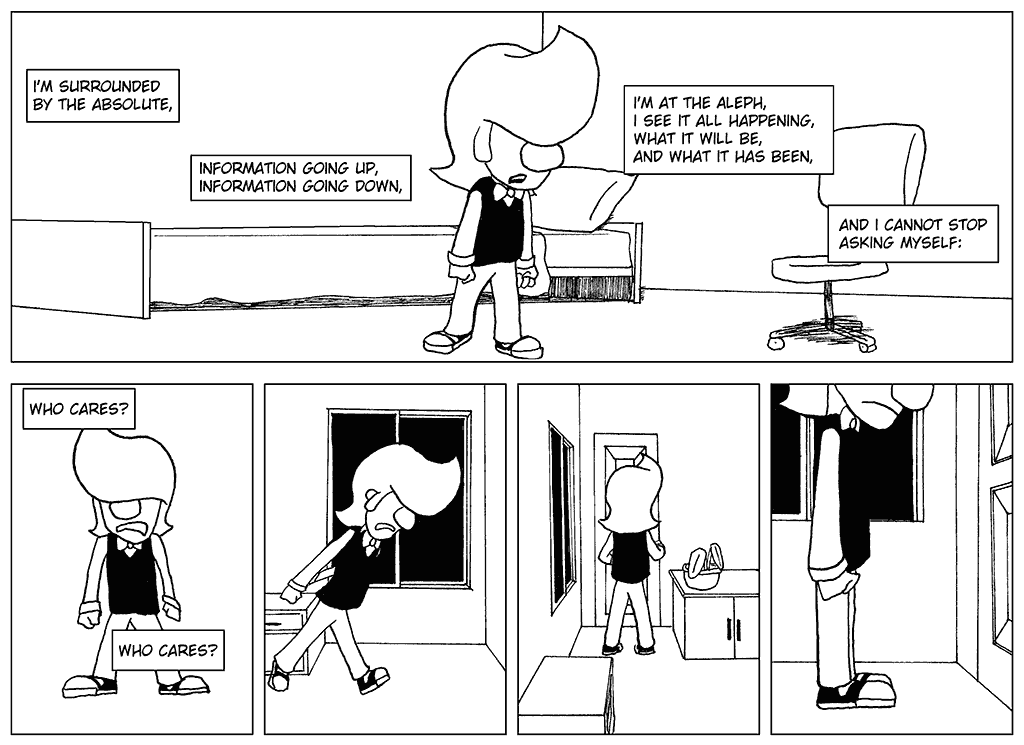 I'M SURROUNDED
BY THE ABSOLUTE,
INFORMATION GOING UP,
INFORMATION GOING DOWN,
I'M AT THE ALEPH,
I SEE IT ALL HAPPENING,
WHAT IT WILL BE,
AND WHAT IT HAS BEEN,
AND I CANNOT STOP
ASKING MYSELF:
WHO CARES?
WHO CARES?